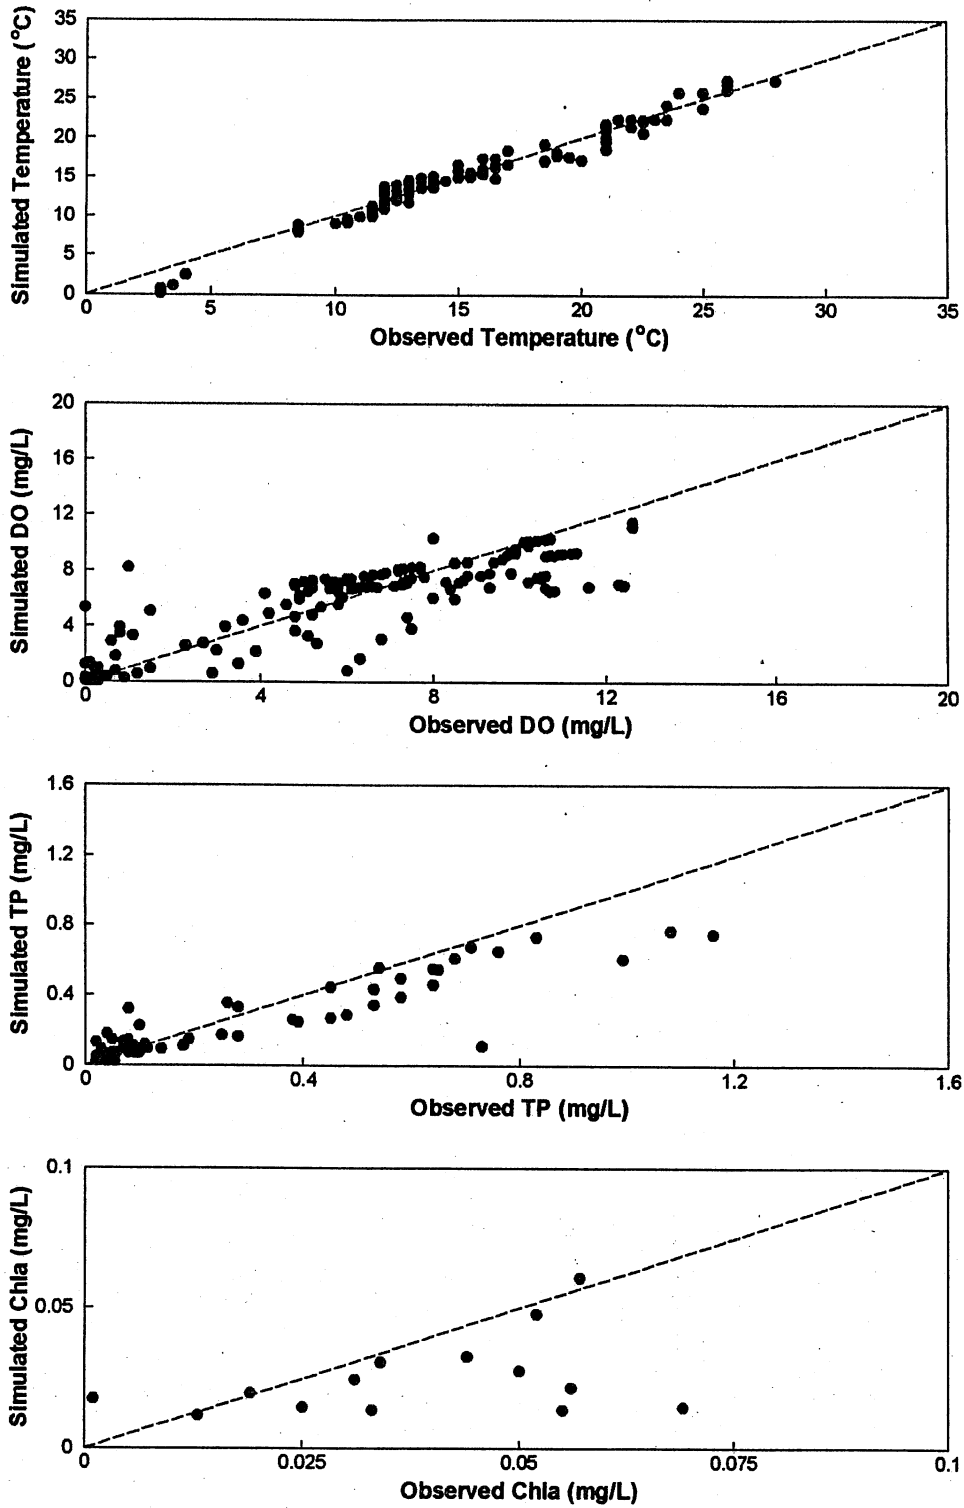 Simulated Temperature (°C)
35
30
25
20
15
10
5
0
0 5 10 15 20 25 30 35
Observed Temperature (°C)
Simulated DO (mg/L)
20
16
12
8
4
0
0 4 8 12 16 20
Observed DO (mg/L)
Simulated TP (mg/L)
1.6
1.2
0.8
0.4
0
0 0.4 0.8 1.2 1.6
Observed TP (mg/L)
Simulated Chla (mg/L)
0.1
0.05
0
0 0.025 0.05 0.075 0.1
Observed Chla (mg/L)